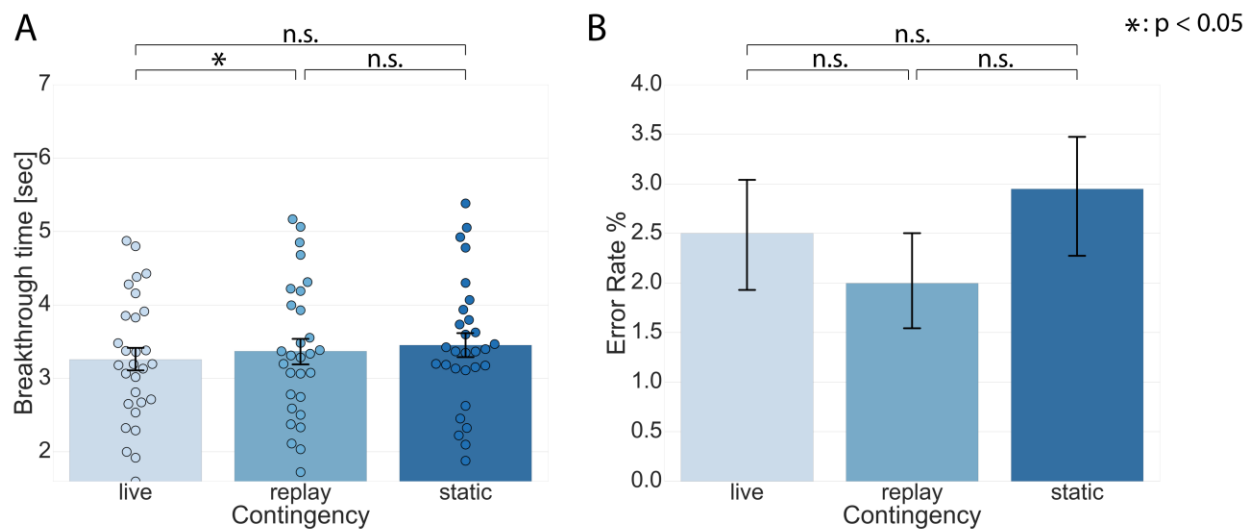 A
n.s.
*
n.s.
Breakthrough time [sec]
7
6
5
4
3
2
live
replay
static
Contingency
B
*: p < 0.05
n.s.
n.s.
n.s.
Error Rate %
4.0
3.5
3.0
2.5
2.0
1.5
1.0
0.5
0.0
live
replay
static
Contingency